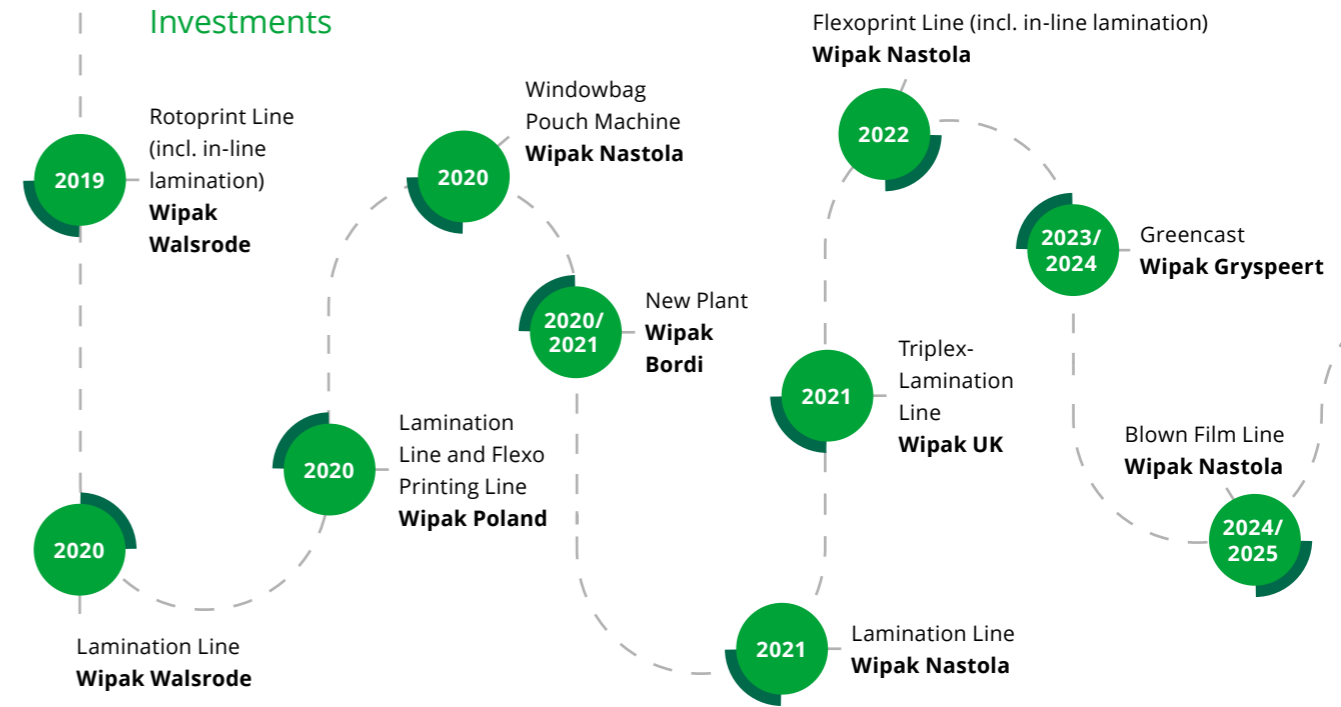 Investments
2019
Rotoprint Line
(incl. in-line
lamination)
Wipak
Walsrode
2020
Lamination Line
Wipak Walsrode
2020
Lamination
Line and Flexo
Printing Line
Wipak Poland
2020
Windowbag
Pouch Machine
Wipak Nastola
2020/
2021
New Plant
Wipak
Bordi
2021
Lamination Line
Wipak Nastola
2021
Triplex-
Lamination
Line
Wipak UK
2022
Flexoprint Line (incl. in-line lamination)
Wipak Nastola
2023/
2024
Greencast
Wipak Gryspeert
2024/
2025
Blown Film Line
Wipak Nastola